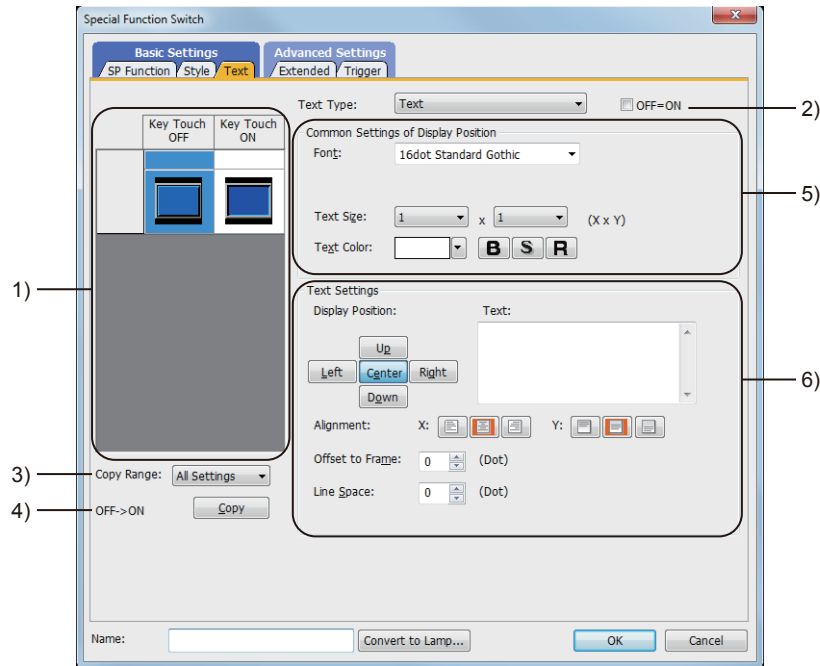 Special Function Switch
Basic Settings
Advanced Settings
SP Function Style Text Extended Trigger
Text Type: Text OFF=ON 2)
Key Touch OFF
Key Touch ON
Common Settings of Display Position
Font: 16dot Standard Gothic
5)
Text Size: 1 x 1 (X x Y)
Text Color: B S R
1)
Text Settings
Display Position: Text:
Up
Left Center Right
Down
6)
Alignment: X: Y:
Offset to Frame: 0 (Dot)
Line Space: 0 (Dot)
3) Copy Range: All Settings
4) OFF->ON Copy
Name: Convert to Lamp... OK Cancel